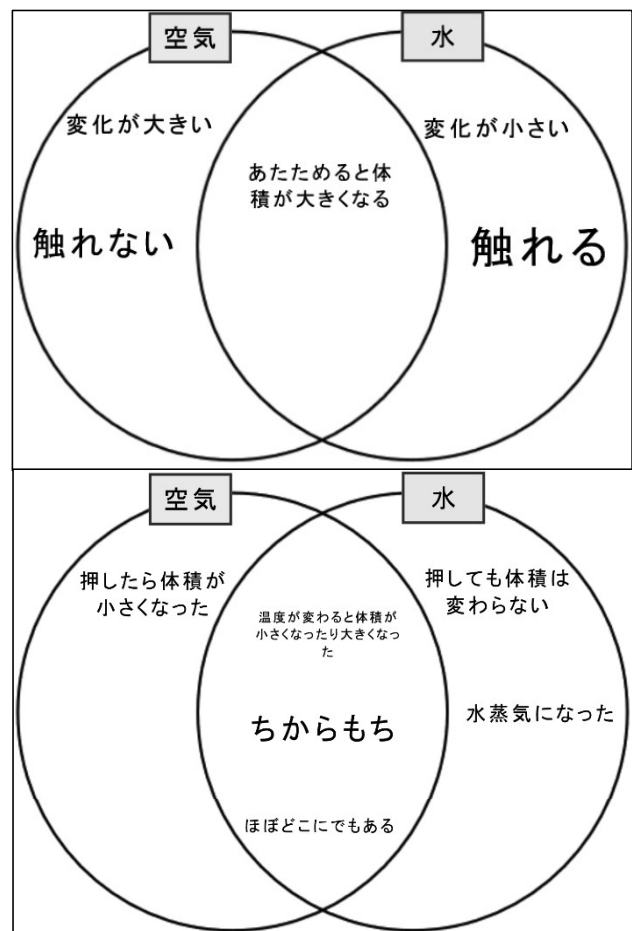 空気
水
変化が大きい
変化が小さい
あたためると体
積が大きくなる
触れない
触れる
空気
水
押したら体積が
小さくなった
押しても体積は
変わらない
温度が変わると体積が
小さくなったり大きくなっ
た
水蒸気になった
ちからもち
ほぼどこにでもある